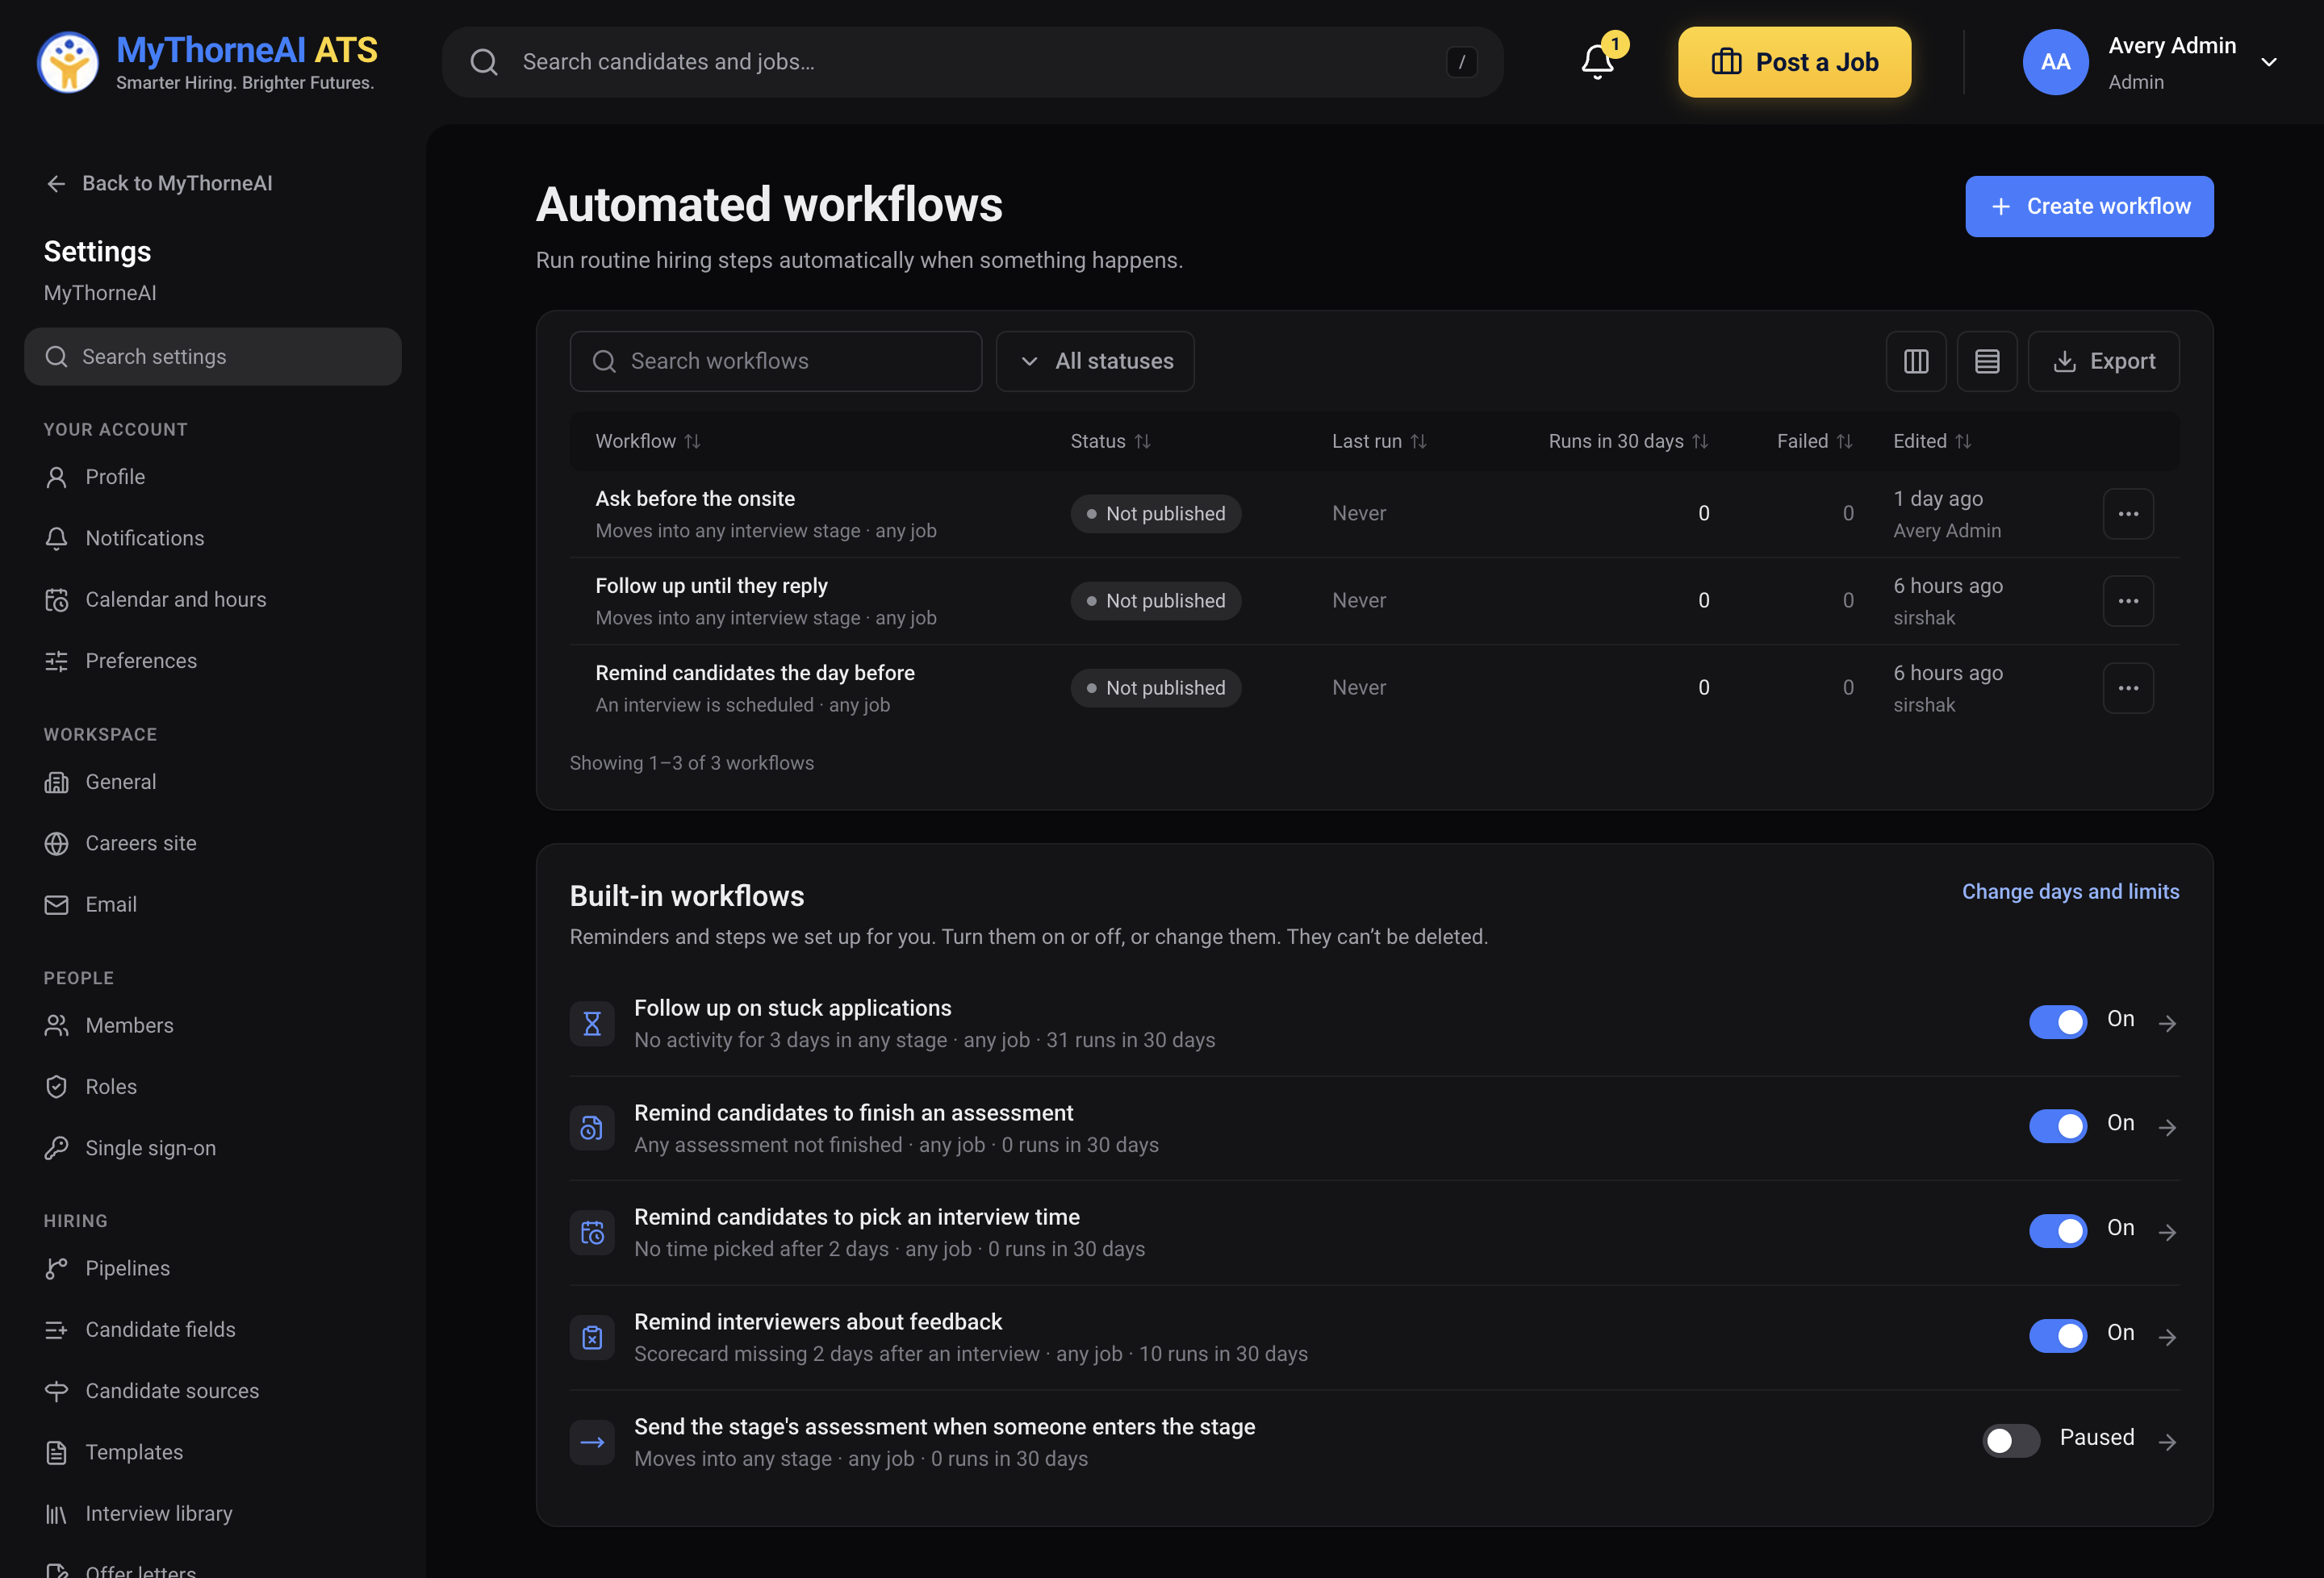 MyThorneAI ATS
Smarter Hiring. Brighter Futures.
Search candidates and jobs…
/
1
Post a Job
AA
Avery Admin
Admin
Back to MyThorneAI
Settings
MyThorneAI
Search settings
YOUR ACCOUNT
Profile
Notifications
Calendar and hours
Preferences
WORKSPACE
General
Careers site
Email
PEOPLE
Members
Roles
Single sign-on
HIRING
Pipelines
Candidate fields
Candidate sources
Templates
Interview library
Offer letters
Automated workflows
Run routine hiring steps automatically when something happens.
Create workflow
Search workflows
All statuses
Export
Workflow Status Last run Runs in 30 days Failed Edited
Ask before the onsite
Moves into any interview stage · any job
Not published
Never
0
0
1 day ago
Avery Admin
Follow up until they reply
Moves into any interview stage · any job
Not published
Never
0
0
6 hours ago
sirshak
Remind candidates the day before
An interview is scheduled · any job
Not published
Never
0
0
6 hours ago
sirshak
Showing 1–3 of 3 workflows
Built-in workflows
Change days and limits
Reminders and steps we set up for you. Turn them on or off, or change them. They can’t be deleted.
Follow up on stuck applications
No activity for 3 days in any stage · any job · 31 runs in 30 days
On
Remind candidates to finish an assessment
Any assessment not finished · any job · 0 runs in 30 days
On
Remind candidates to pick an interview time
No time picked after 2 days · any job · 0 runs in 30 days
On
Remind interviewers about feedback
Scorecard missing 2 days after an interview · any job · 10 runs in 30 days
On
Send the stage's assessment when someone enters the stage
Moves into any stage · any job · 0 runs in 30 days
Paused